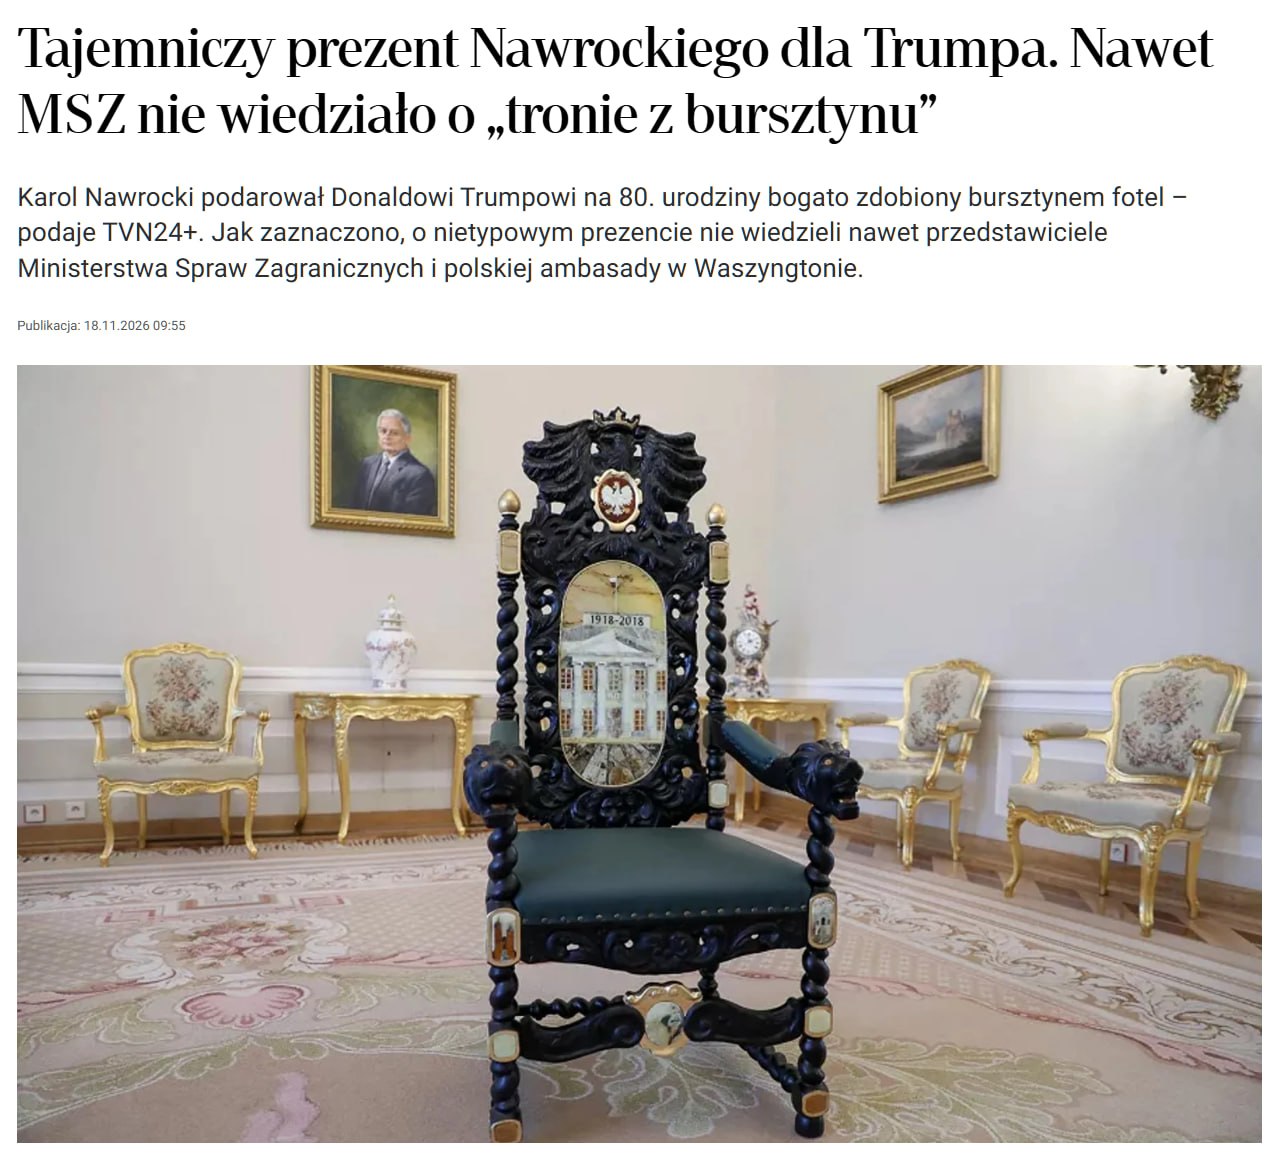 Tajemniczy prezent Nawrockiego dla Trumpa. Nawet
MSZ nie wiedziało o „tronie z bursztynu”
Karol Nawrocki podarował Donaldowi Trumpowi na 80. urodziny bogato zdobiony bursztynem fotel –
podaje TVN24+. Jak zaznaczono, o nietypowym prezencie nie wiedzieli nawet przedstawiciele
Ministerstwa Spraw Zagranicznych i polskiej ambasady w Waszyngtonie.
Publikacja: 18.11.2026 09:55
1918-2018